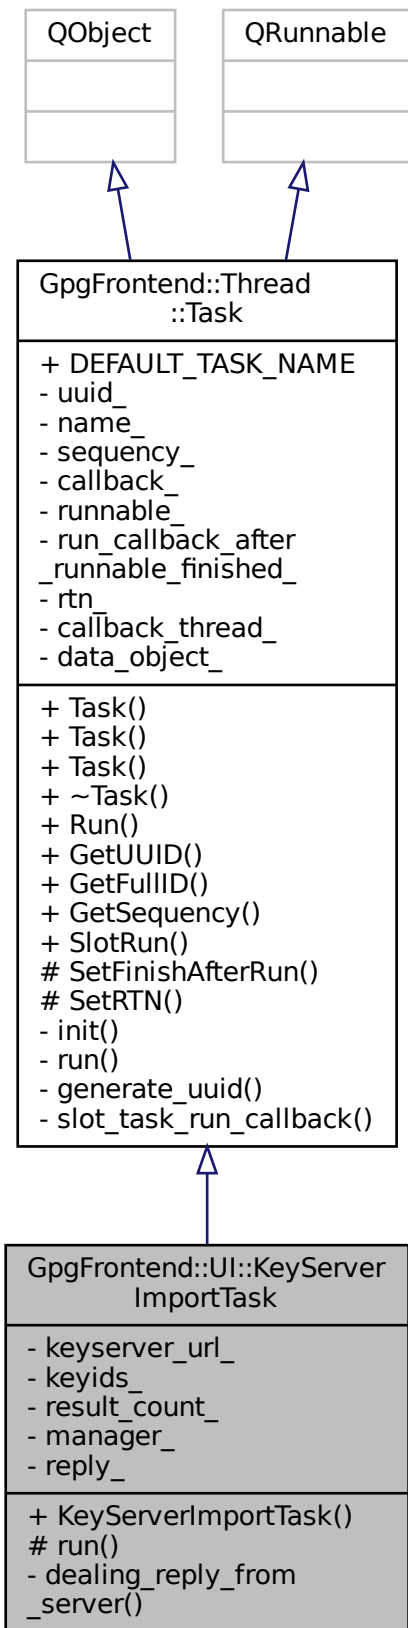 QObject
QRunnable
GpgFrontend::Thread
::Task
+ DEFAULT_TASK_NAME
- uuid_
- name_
- sequency_
- callback_
- runnable_
- run_callback_after
_runnable_finished_
- rtn_
- callback_thread_
- data_object_
+ Task()
+ Task()
+ Task()
+ ~Task()
+ Run()
+ GetUUID()
+ GetFullID()
+ GetSequency()
+ SlotRun()
# SetFinishAfterRun()
# SetRTN()
- init()
- run()
- generate_uuid()
- slot_task_run_callback()
GpgFrontend::UI::KeyServer
ImportTask
- keyserver_url_
- keyids_
- result_count_
- manager_
- reply_
+ KeyServerImportTask()
# run()
- dealing_reply_from
_server()